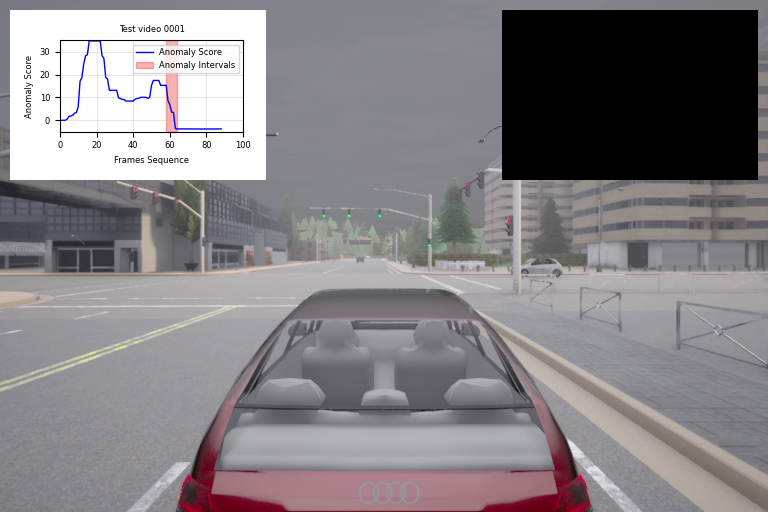 Test video 0001
Anomaly Score
30
20
10
0
Anomaly Score
Anomaly Intervals
0 20 40 60 80 100
Frames Sequence